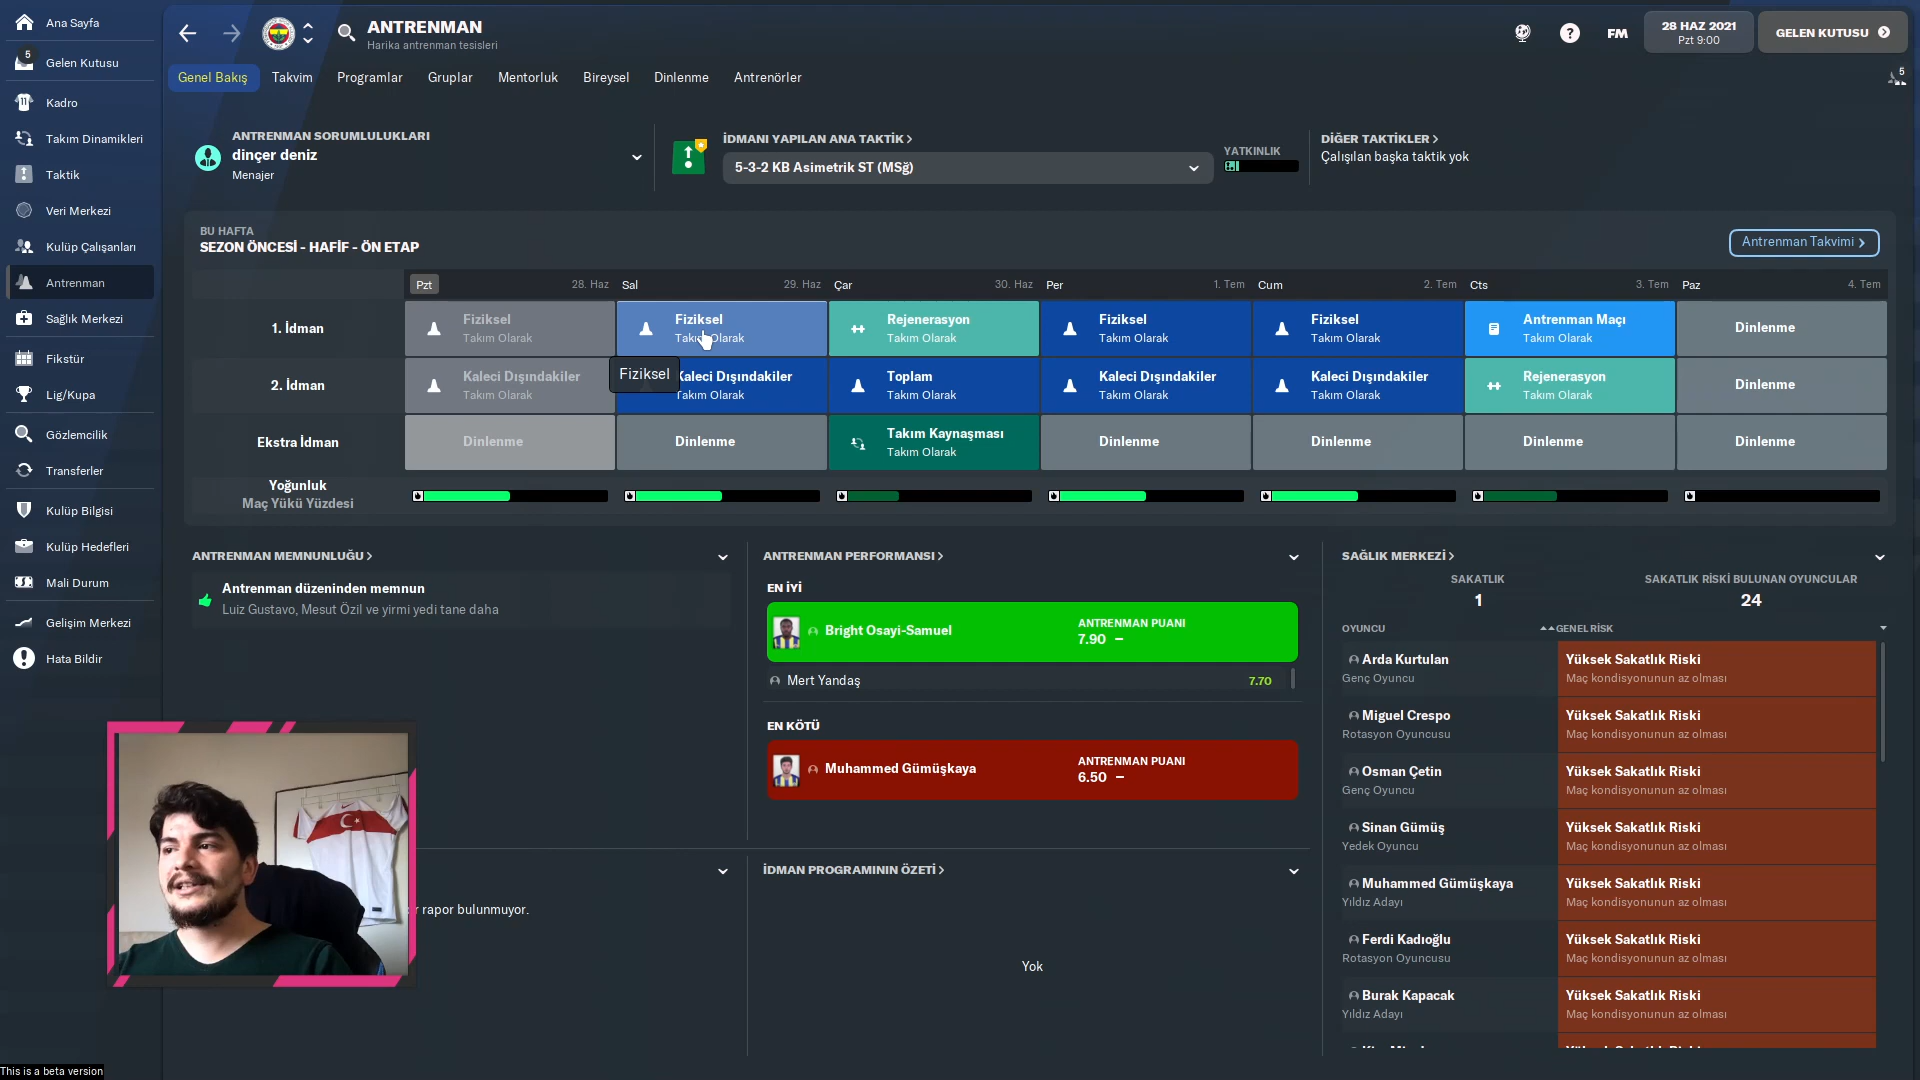 Ana Sayfa
5
Gelen Kutusu
Kadro
Takım Dinamikleri
Taktik
Veri Merkezi
Kulüp Çalışanları
Antrenman
Sağlık Merkezi
Fikstür
Lig/Kupa
Gözlemcilik
Transferler
Kulüp Bilgisi
Kulüp Hedefleri
Mali Durum
Gelişim Merkezi
Hata Bildir
This is a beta version
ANTRENMAN
Harika antrenman tesisleri
FM
28 HAZ 2021
Pzt 9:00
GELEN KUTUSU
Genel Bakış
Takvim
Programlar
Gruplar
Mentorluk
Bireysel
Dinlenme
Antrenörler
5
ANTRENMAN SORUMLULUKLARI
dinçer deniz
Menajer
İDMANI YAPILAN ANA TAKTİK >
5-3-2 KB Asimetrik ST (MSğ)
YATKINLIK
DİĞER TAKTİKLER >
Çalışılan başka taktik yok
BU HAFTA
SEZON ÖNCESİ - HAFİF - ÖN ETAP
Antrenman Takvimi >
Pzt 28. Haz Sal 29. Haz Çar 30. Haz Per 1. Tem Cum 2. Tem Cts 3. Tem Paz 4. Tem
1. İdman
Fiziksel
Takım Olarak
Fiziksel
Takım Olarak
Rejenerasyon
Takım Olarak
Fiziksel
Takım Olarak
Fiziksel
Takım Olarak
Antrenman Maçı
Takım Olarak
Dinlenme
Fiziksel
2. İdman
Kaleci Dışındakiler
Takım Olarak
Kaleci Dışındakiler
Takım Olarak
Toplam
Takım Olarak
Kaleci Dışındakiler
Takım Olarak
Kaleci Dışındakiler
Takım Olarak
Rejenerasyon
Takım Olarak
Dinlenme
Ekstra İdman
Dinlenme
Dinlenme
Takım Kaynaşması
Takım Olarak
Dinlenme
Dinlenme
Dinlenme
Dinlenme
Yoğunluk
Maç Yükü Yüzdesi
ANTRENMAN MEMNUNLUĞU >
Antrenman düzeninden memnun
Luiz Gustavo, Mesut Özil ve yirmi yedi tane daha
rapor bulunmuyor.
ANTRENMAN PERFORMANSI >
EN İYİ
Bright Osayi-Samuel
ANTRENMAN PUANI
7.90 –
Mert Yandaş
7.70
EN KÖTÜ
Muhammed Gümüşkaya
ANTRENMAN PUANI
6.50 –
İDMAN PROGRAMININ ÖZETİ >
Yok
SAĞLIK MERKEZİ >
SAKATLIK
1
SAKATLIK RİSKİ BULUNAN OYUNCULAR
24
OYUNCU
GENEL RİSK
Arda Kurtulan
Genç Oyuncu
Yüksek Sakatlık Riski
Maç kondisyonunun az olması
Miguel Crespo
Rotasyon Oyuncusu
Yüksek Sakatlık Riski
Maç kondisyonunun az olması
Osman Çetin
Genç Oyuncu
Yüksek Sakatlık Riski
Maç kondisyonunun az olması
Sinan Gümüş
Yedek Oyuncu
Yüksek Sakatlık Riski
Maç kondisyonunun az olması
Muhammed Gümüşkaya
Yıldız Adayı
Yüksek Sakatlık Riski
Maç kondisyonunun az olması
Ferdi Kadıoğlu
Rotasyon Oyuncusu
Yüksek Sakatlık Riski
Maç kondisyonunun az olması
Burak Kapacak
Yıldız Adayı
Yüksek Sakatlık Riski
Maç kondisyonunun az olması